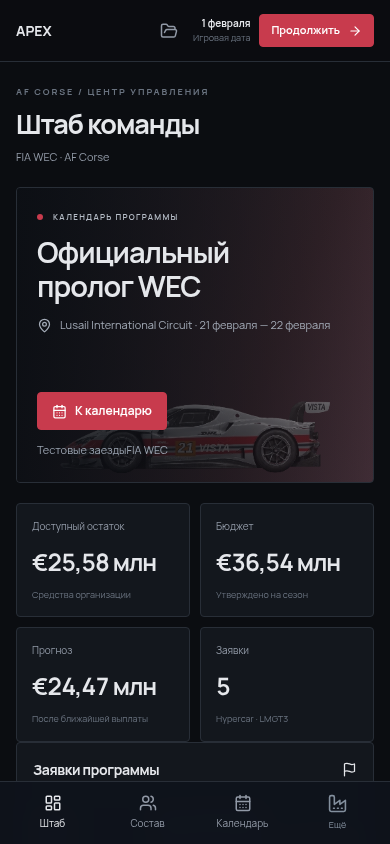 APEX
1 февраля
Игровая дата
Продолжить
AF CORSE / ЦЕНТР УПРАВЛЕНИЯ
Штаб команды
FIA WEC · AF Corse
КАЛЕНДАРЬ ПРОГРАММЫ
Официальный
пролог WEC
Lusail International Circuit · 21 февраля — 22 февраля
К календарю
VISTA
21 VISTA
Тестовые заездыFIA WEC
Доступный остаток
€25,58 млн
Средства организации
Бюджет
€36,54 млн
Утверждено на сезон
Прогноз
€24,47 млн
После ближайшей выплаты
Заявки
5
Hypercar · LMGT3
Заявки программы
Штаб
Состав
Календарь
Ещё